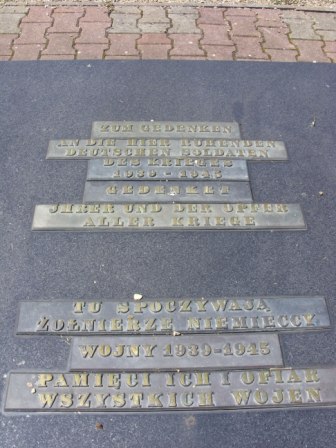 ZUM GEDENKEN
AN DIE HIER RUHENDEN
DEUTSCHEN SOLDATEN
DES KRIEGES
1939 - 1945
GEDENKET
IHRER UND DER OPFER
ALLER KRIEGE
TU SPOCZYWAJĄ
ŻOŁNIERZE NIEMIECCY
WOJNY 1939-1945
PAMIĘCI ICH I OFIAR
WSZYSTKICH WOJEN